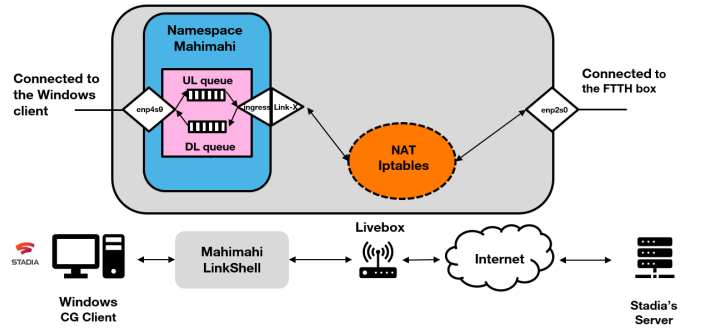 Namespace
Mahimahi
Connected to
the Windows
client
UL queue
enp4s9
ingress
Link-X
DL queue
NAT
Iptables
enp2s0
Connected to
the FTTH box
STADIA
Windows
CG Client
Mahimahi
LinkShell
Livebox
Internet
Stadia's
Server